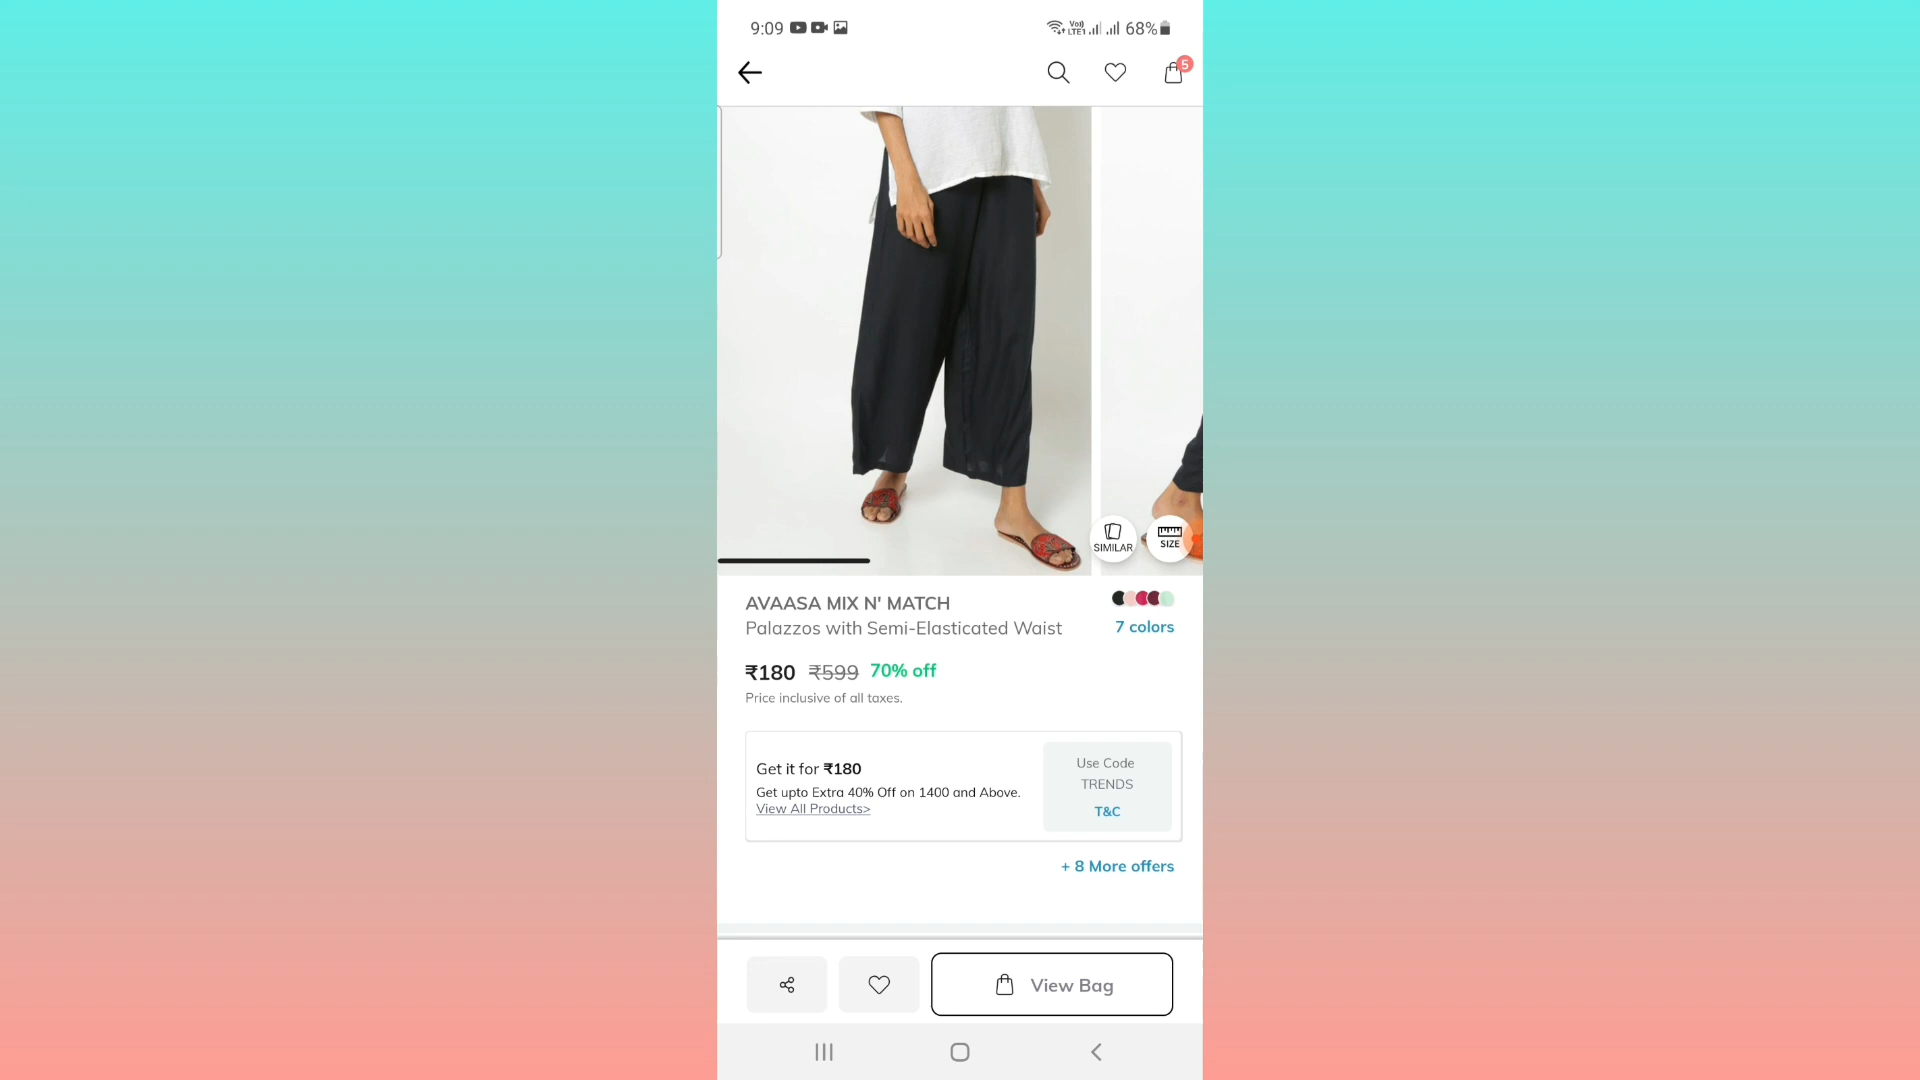 9:09
Vo)) LTE1 68%
5
SIMILAR
SIZE
AVAASA MIX N' MATCH
Palazzos with Semi-Elasticated Waist
7 colors
₹180 ₹599 70% off
Price inclusive of all taxes.
Get it for ₹180
Get upto Extra 40% Off on 1400 and Above.
View All Products>
Use Code
TRENDS
T&C
+ 8 More offers
View Bag